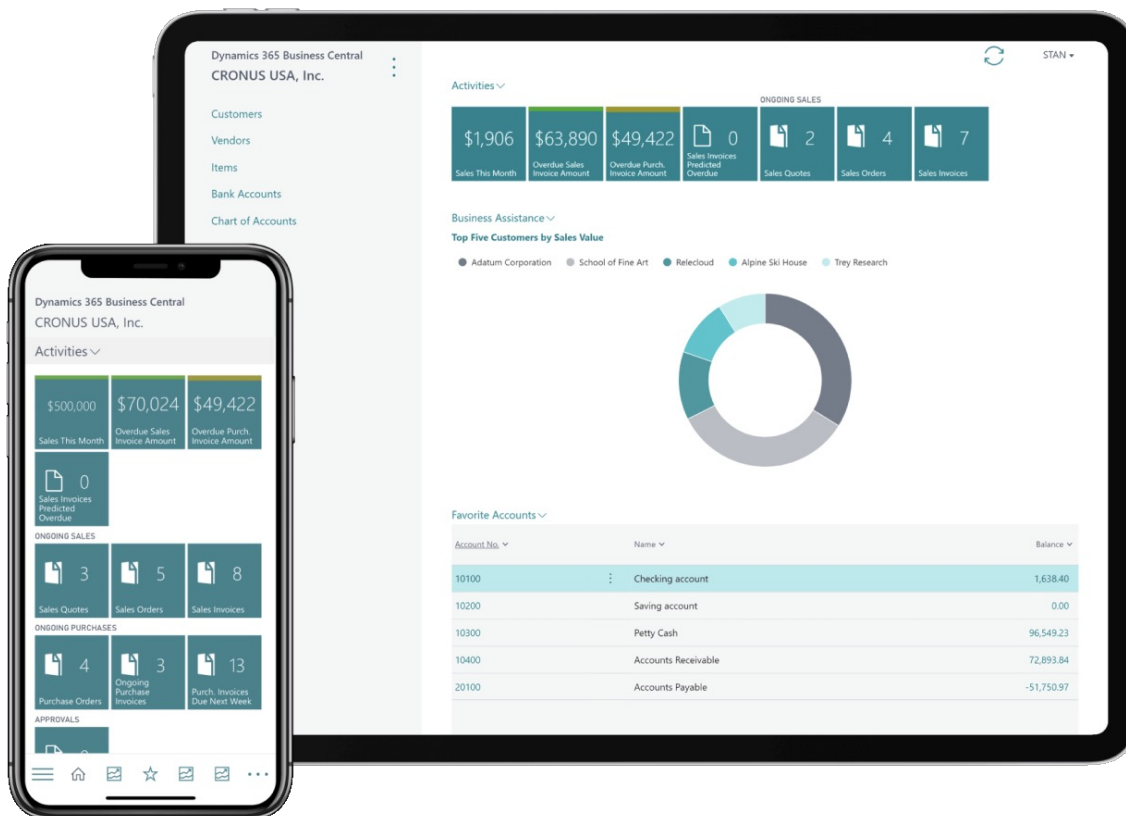 Dynamics 365 Business Central
CRONUS USA, Inc.
Customers
Vendors
Items
Bank Accounts
Chart of Accounts
STAN
Activities
ONGOING SALES
$1,906
Sales This Month
$63,890
Overdue Sales
Invoice Amount
$49,422
Overdue Purch.
Invoice Amount
0
Sales Invoices
Predicted
Overdue
2
Sales Quotes
4
Sales Orders
7
Sales Invoices
Business Assistance
Top Five Customers by Sales Value
Adatum Corporation School of Fine Art Relecloud Alpine Ski House Trey Research
Favorite Accounts
Account No. Name Balance
10100 Checking account 1,638.40
10200 Saving account 0.00
10300 Petty Cash 96,549.23
10400 Accounts Receivable 72,893.84
20100 Accounts Payable -51,750.97
Dynamics 365 Business Central
CRONUS USA, Inc.
Activities
$500,000
Sales This Month
$70,024
Overdue Sales
Invoice Amount
$49,422
Overdue Purch.
Invoice Amount
0
Sales Invoices
Predicted
Overdue
ONGOING SALES
3
Sales Quotes
5
Sales Orders
8
Sales Invoices
ONGOING PURCHASES
4
Purchase Orders
3
Ongoing
Purchase
Invoices
13
Purch. Invoices
Due Next Week
APPROVALS